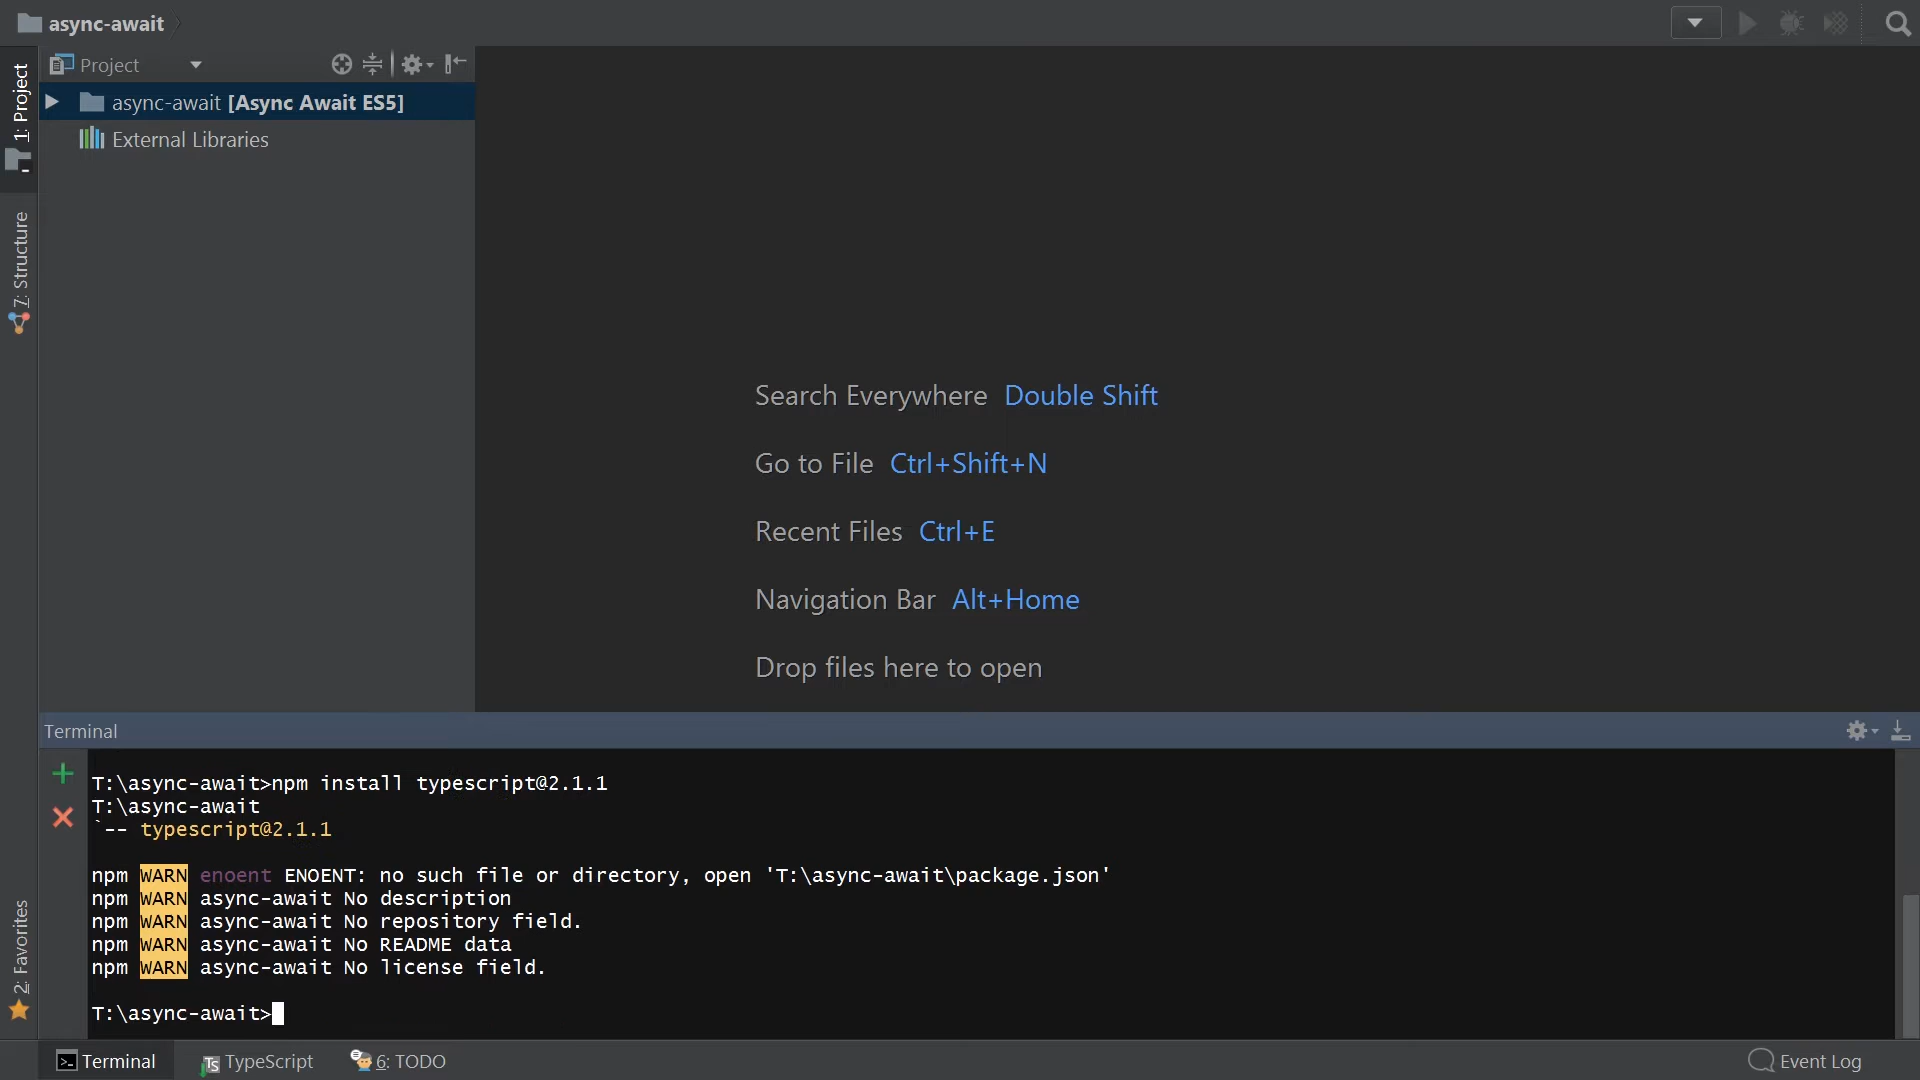 async-await
Project
async-await [Async Await ES5]
External Libraries
1: Project
7: Structure
2: Favorites
Search Everywhere Double Shift
Go to File Ctrl+Shift+N
Recent Files Ctrl+E
Navigation Bar Alt+Home
Drop files here to open
Terminal
T:\async-await>npm install typescript@2.1.1
T:\async-await
`-- typescript@2.1.1
npm WARN enoent ENOENT: no such file or directory, open 'T:\async-await\package.json'
npm WARN async-await No description
npm WARN async-await No repository field.
npm WARN async-await No README data
npm WARN async-await No license field.
T:\async-await>
Terminal
TS TypeScript
6: TODO
Event Log